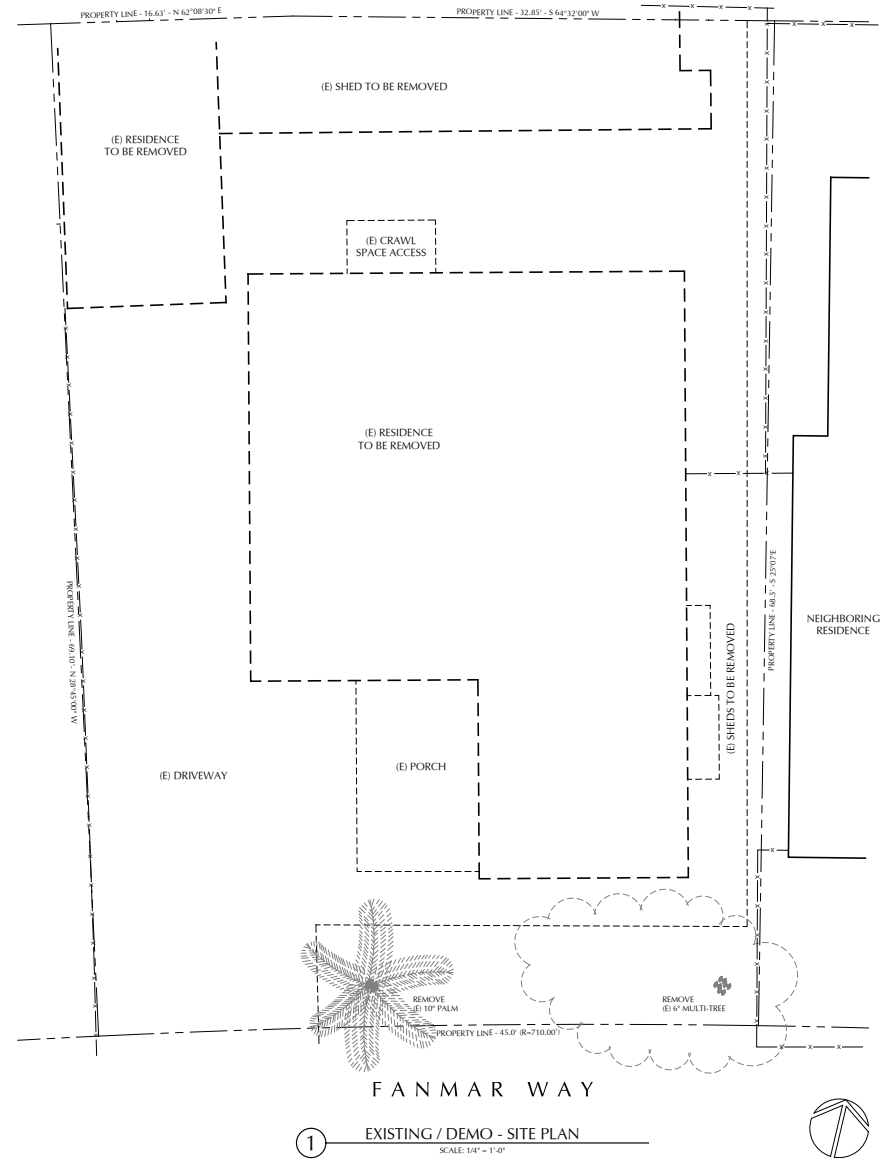 PROPERTY LINE - 16.63' - N 62°08'30" E
PROPERTY LINE - 32.85' - S 64°32'00" W
(E) SHED TO BE REMOVED
(E) RESIDENCE
TO BE REMOVED
(E) CRAWL
SPACE ACCESS
(E) RESIDENCE
TO BE REMOVED
PROPERTY LINE - 69.10' - N 28°45'00" W
PROPERTY LINE - 68.5' - S 25°07'E
NEIGHBORING
RESIDENCE
(E) SHEDS TO BE REMOVED
(E) PORCH
(E) DRIVEWAY
REMOVE
(E) 10" PALM
REMOVE
(E) 6" MULTI-TREE
PROPERTY LINE - 45.0' (R=710.00')
FANMAR WAY
1
EXISTING / DEMO - SITE PLAN
SCALE: 1/4" = 1'-0"